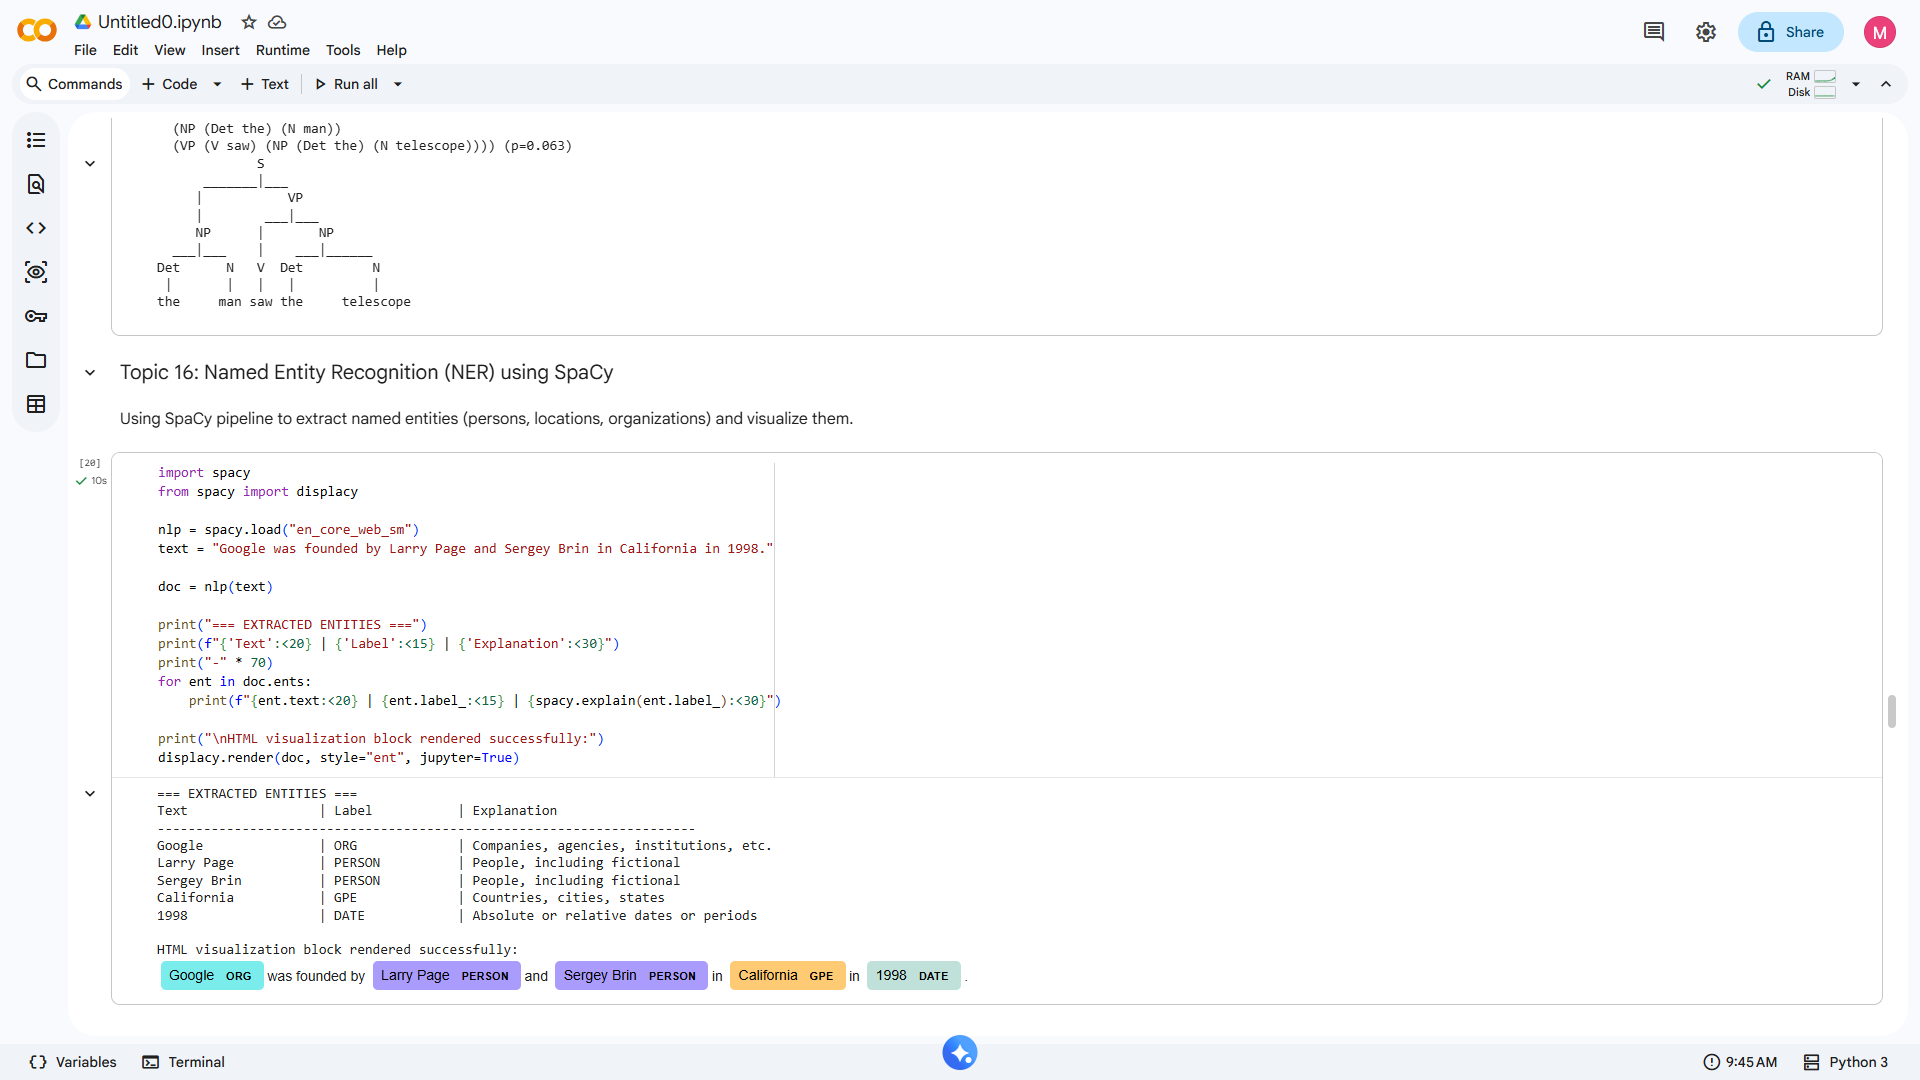 Untitled0.ipynb
File Edit View Insert Runtime Tools Help
Share
M
Commands + Code + Text Run all
RAM
Disk
(NP (Det the) (N man))
(VP (V saw) (NP (Det the) (N telescope)))) (p=0.063)
S
_______|___
|           VP
|        ___|___
NP      |       NP
___|___    |    ___|______
Det      N   V  Det         N
|       |   |   |          |
the     man saw the     telescope
Topic 16: Named Entity Recognition (NER) using SpaCy
Using SpaCy pipeline to extract named entities (persons, locations, organizations) and visualize them.
[20]
10s
import spacy
from spacy import displacy
nlp = spacy.load("en_core_web_sm")
text = "Google was founded by Larry Page and Sergey Brin in California in 1998."
doc = nlp(text)
print("=== EXTRACTED ENTITIES ===")
print(f"{'Text':<20} | {'Label':<15} | {'Explanation':<30}")
print("-" * 70)
for ent in doc.ents:
    print(f"{ent.text:<20} | {ent.label_:<15} | {spacy.explain(ent.label_):<30}")
print("\nHTML visualization block rendered successfully:")
displacy.render(doc, style="ent", jupyter=True)
=== EXTRACTED ENTITIES ===
Text                 | Label           | Explanation
----------------------------------------------------------------------
Google               | ORG             | Companies, agencies, institutions, etc.
Larry Page           | PERSON          | People, including fictional
Sergey Brin          | PERSON          | People, including fictional
California           | GPE             | Countries, cities, states
1998                 | DATE            | Absolute or relative dates or periods
HTML visualization block rendered successfully:
Google ORG was founded by Larry Page PERSON and Sergey Brin PERSON in California GPE in 1998 DATE .
Variables Terminal
9:45 AM Python 3